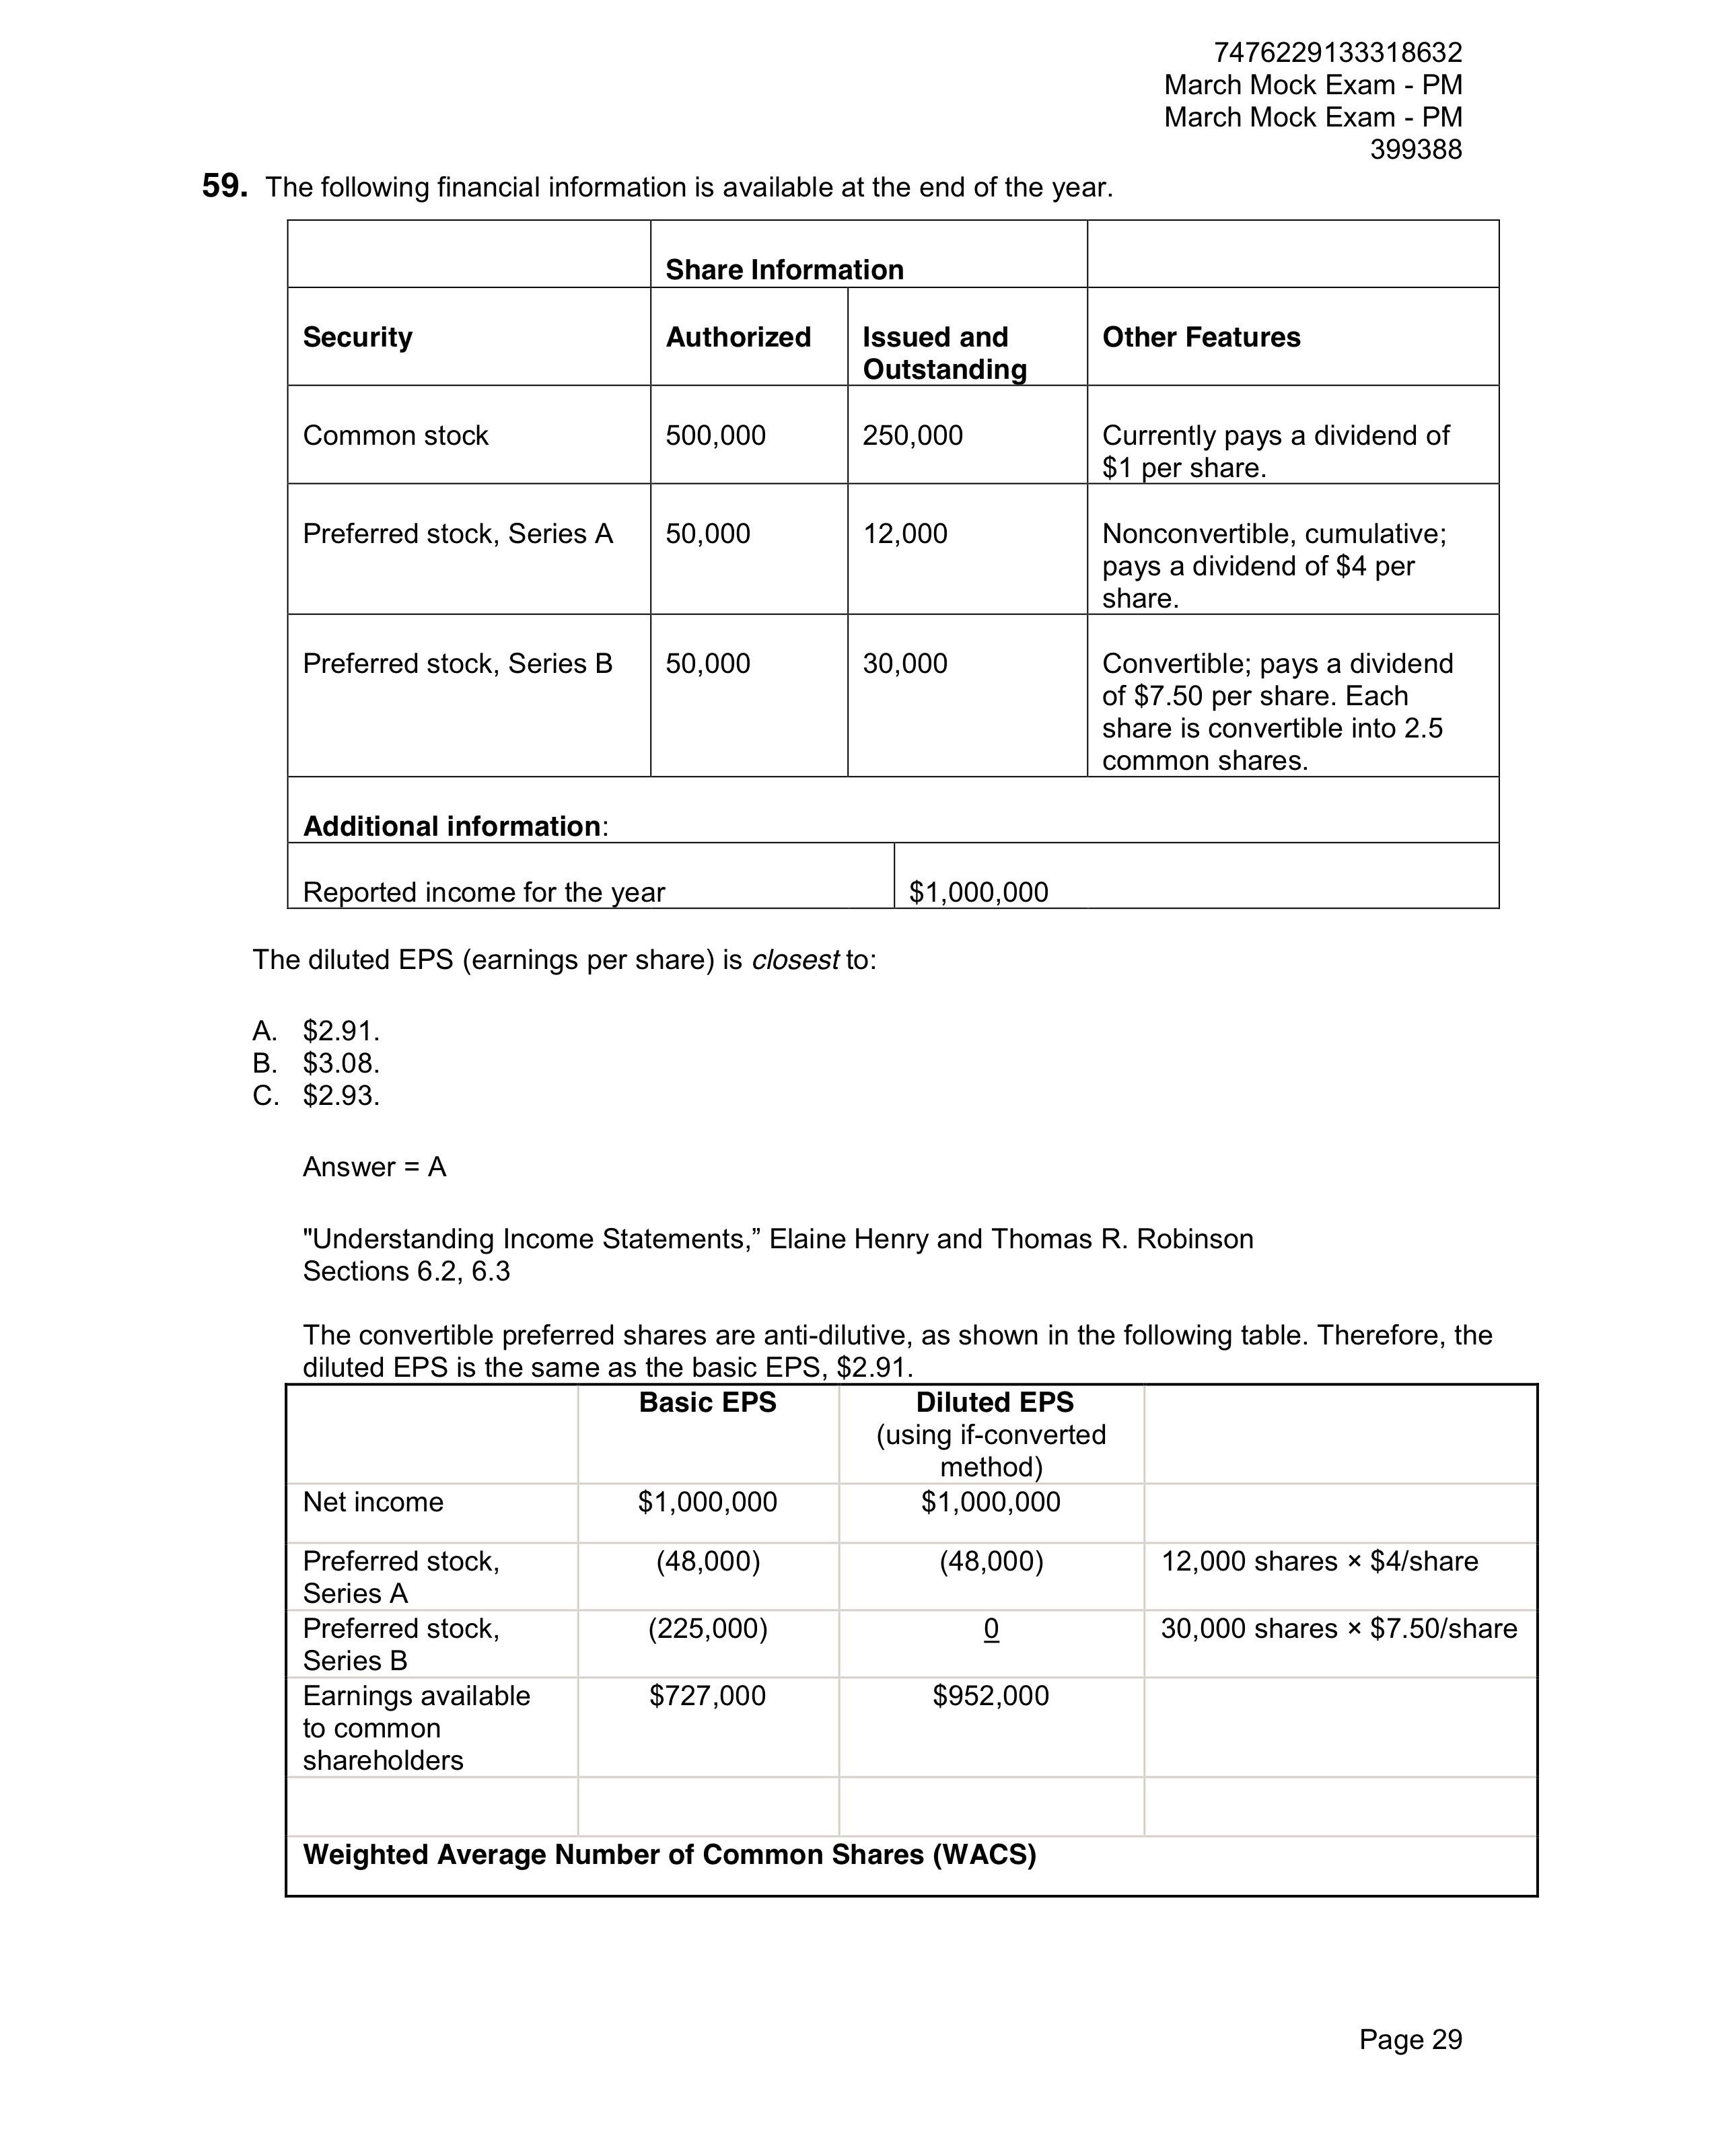 7476229133318632
March Mock Exam - PM
March Mock Exam - PM
399388
59. The following financial information is available at the end of the year.
Share Information
Security Authorized Issued and Outstanding Other Features
Common stock 500,000 250,000 Currently pays a dividend of
$1 per share.
Preferred stock, Series A 50,000 12,000 Nonconvertible, cumulative;
pays a dividend of $4 per
share.
Preferred stock, Series B 50,000 30,000 Convertible; pays a dividend
of $7.50 per share. Each
share is convertible into 2.5
common shares.
Additional information:
Reported income for the year $1,000,000
The diluted EPS (earnings per share) is closest to:
A. $2.91.
B. $3.08.
C. $2.93.
Answer = A
"Understanding Income Statements,” Elaine Henry and Thomas R. Robinson
Sections 6.2, 6.3
The convertible preferred shares are anti-dilutive, as shown in the following table. Therefore, the
diluted EPS is the same as the basic EPS, $2.91.
Basic EPS Diluted EPS
(using if-converted
method)
Net income $1,000,000 $1,000,000
Preferred stock,
Series A (48,000) (48,000) 12,000 shares × $4/share
Preferred stock,
Series B (225,000) 0 30,000 shares × $7.50/share
Earnings available
to common
shareholders $727,000 $952,000
Weighted Average Number of Common Shares (WACS)
Page 29